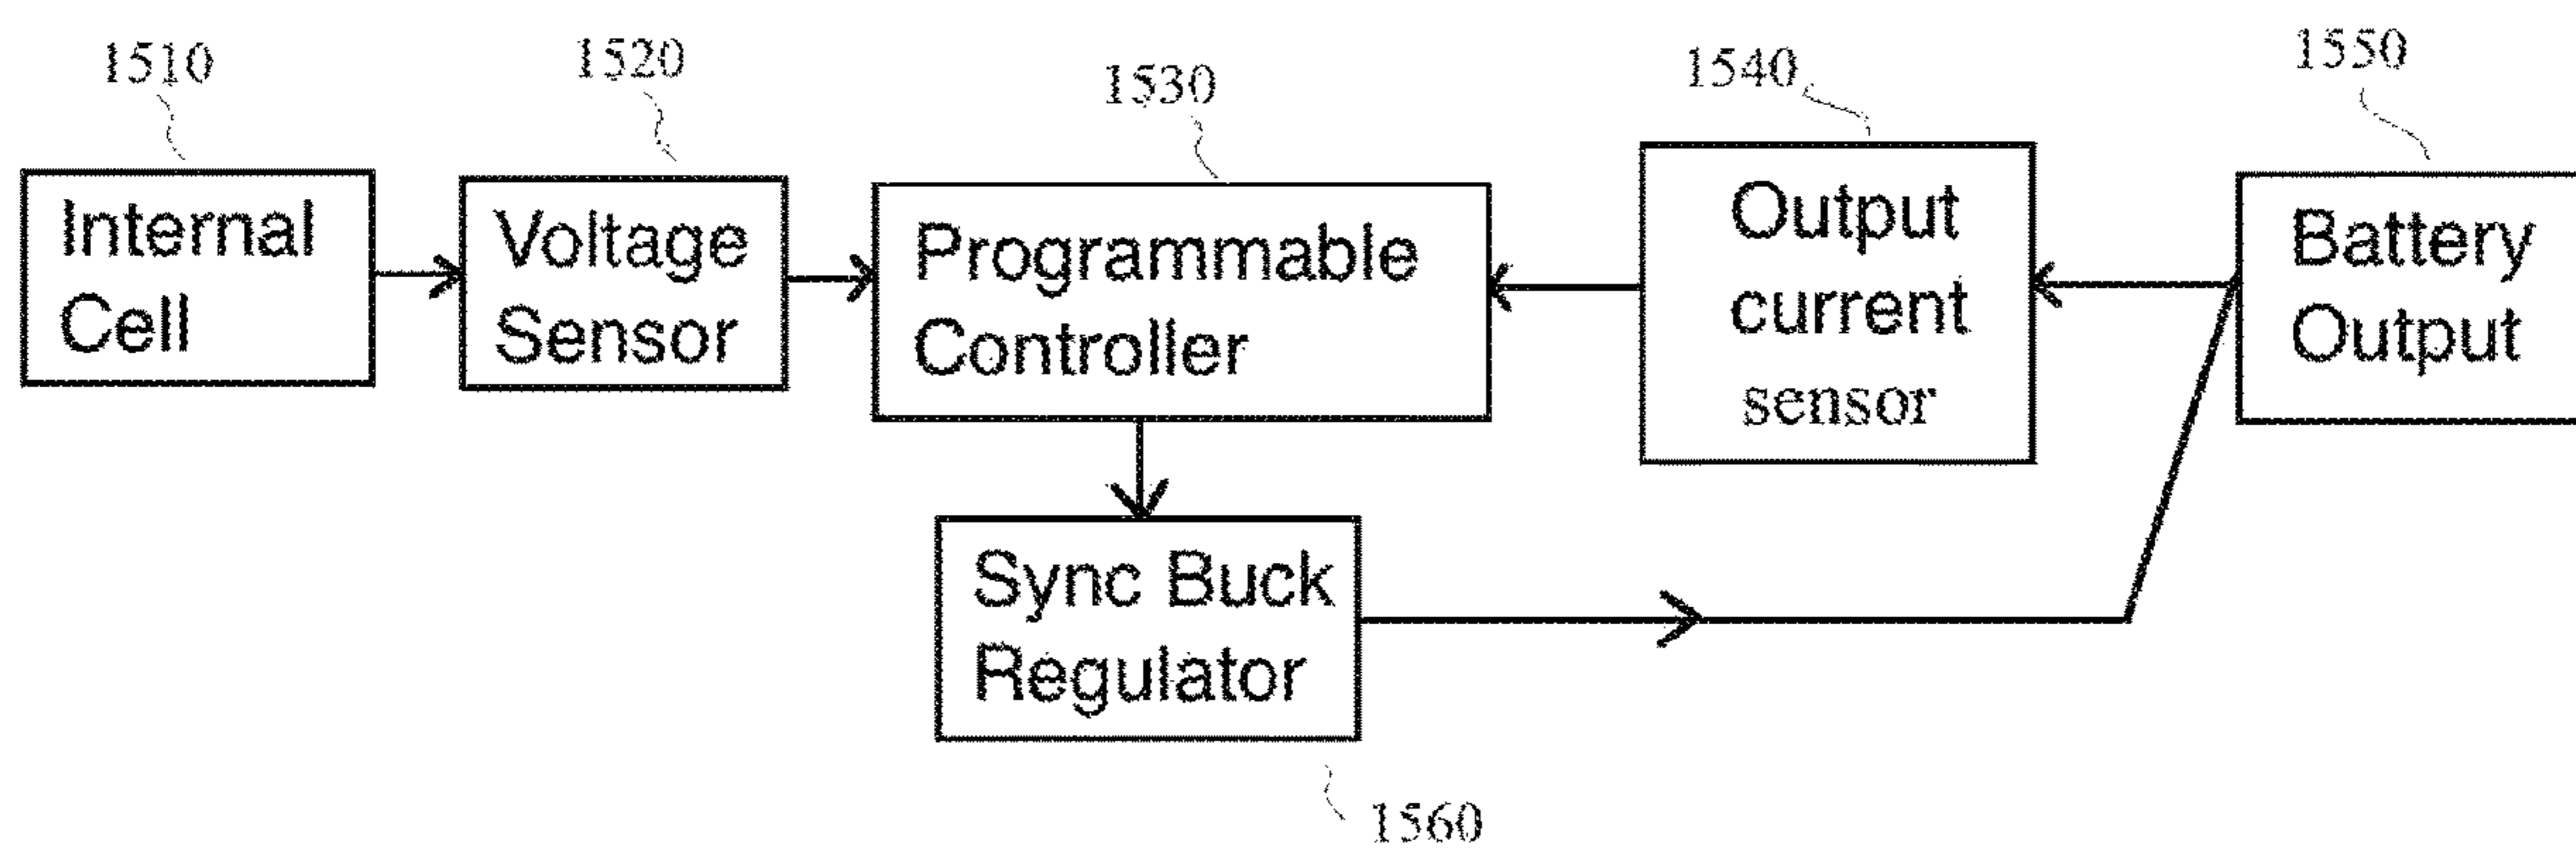 1510
1520
1530
1540
1550
Internal
Cell
Voltage
Sensor
Programmable
Controller
Output
current
sensor
Battery
Output
Sync Buck
Regulator
1560